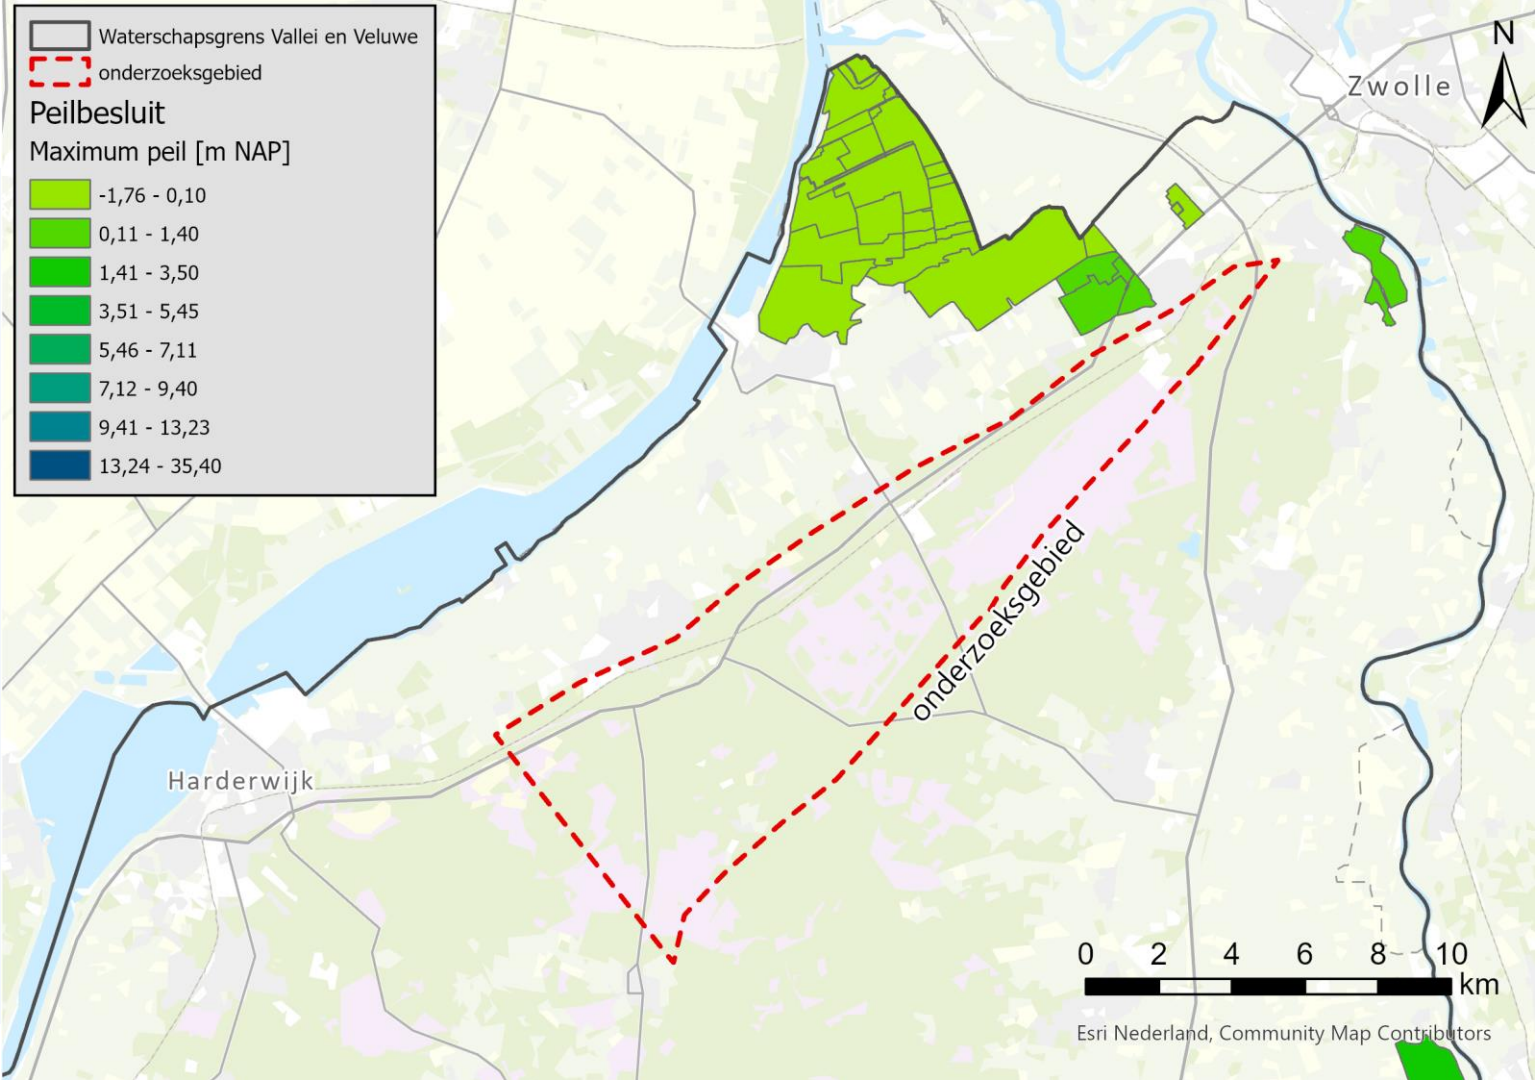 Waterschapsgrens Vallei en Veluwe
onderzoeksgebied
Peilbesluit
Maximum peil [m NAP]
-1,76 - 0,10
0,11 - 1,40
1,41 - 3,50
3,51 - 5,45
5,46 - 7,11
7,12 - 9,40
9,41 - 13,23
13,24 - 35,40
N
Zwolle
onderzoeksgebied
Harderwijk
0 2 4 6 8 10
km
Esri Nederland, Community Map Contributors